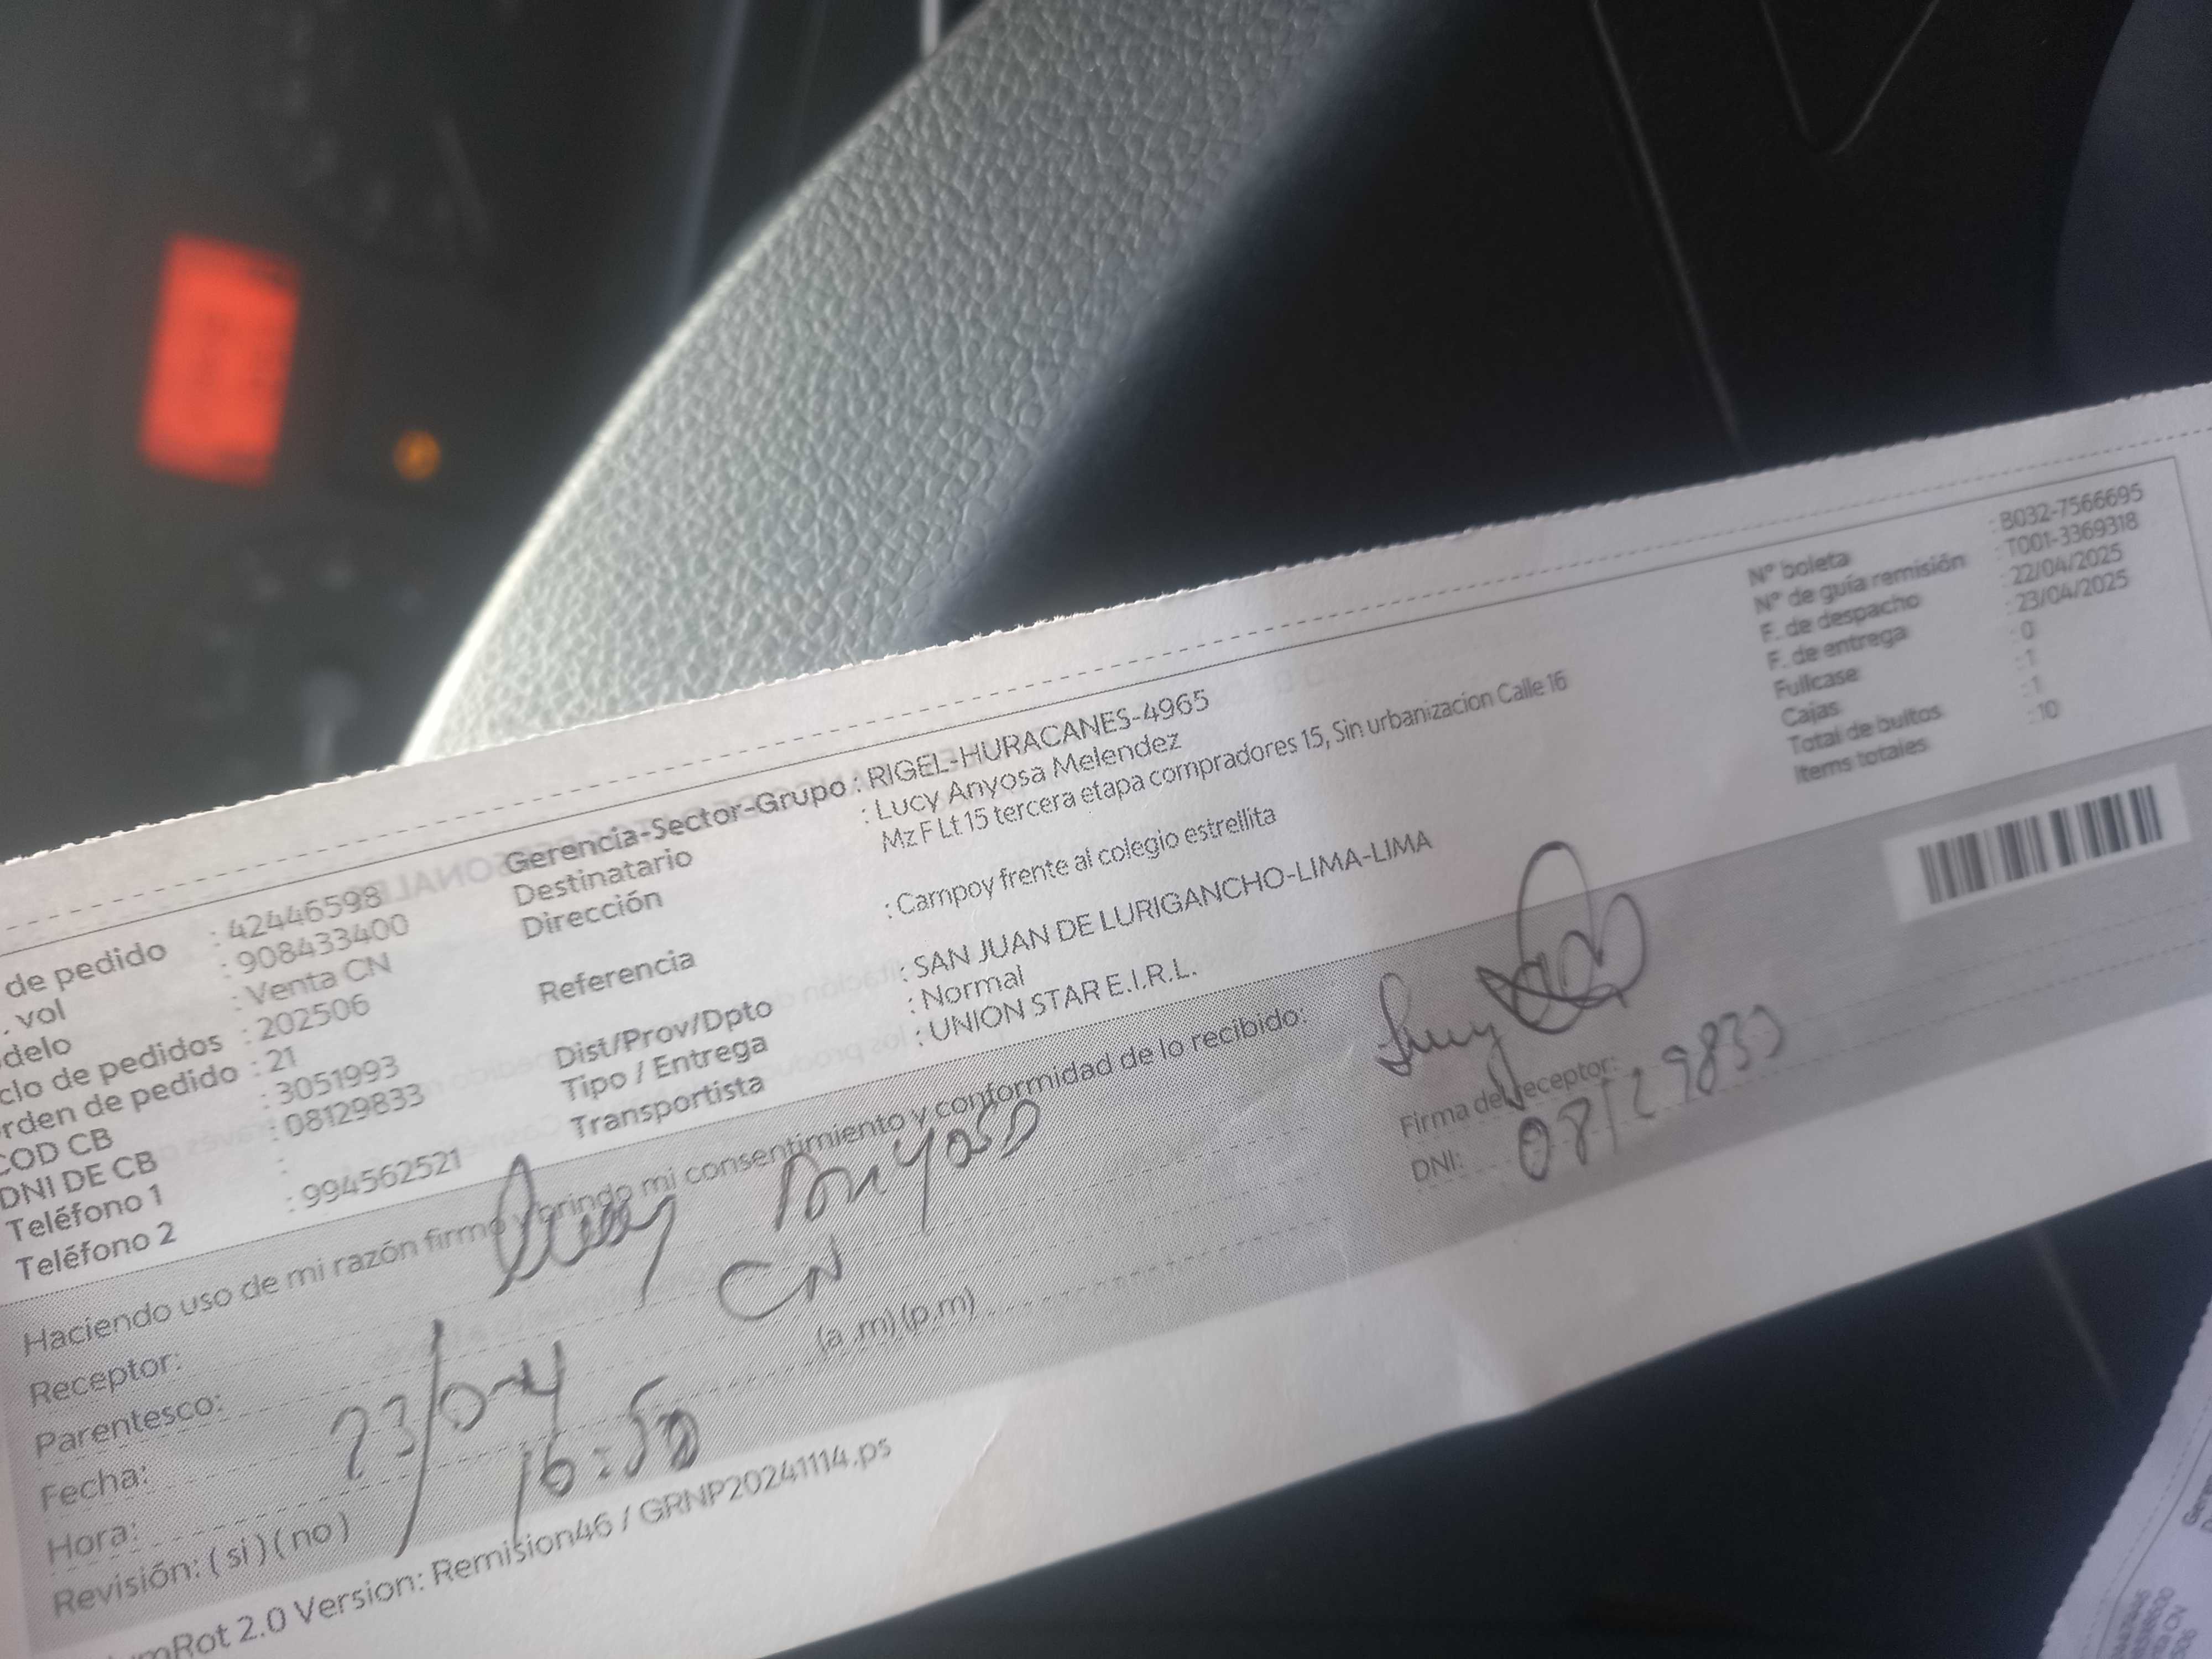 de pedido : 42446598
. vol : 908433400
delo : Venta CN
clo de pedidos : 202506
rden de pedido : 21
COD CB : 3051993
DNI DE CB : 08129833
Teléfono 1 :
Teléfono 2 : 994562521
Gerencia-Sector-Grupo : RIGEL-HURACANES-4965
Destinatario : Lucy Anyosa Melendez
Dirección Mz F Lt 15 tercera etapa compradores 15, Sin urbanizacion Calle 16
Referencia : Campoy frente al colegio estrellita
Dist/Prov/Dpto : SAN JUAN DE LURIGANCHO-LIMA-LIMA
Tipo / Entrega : Normal
Transportista : UNION STAR E.I.R.L.
N° boleta : B032-7566695
N° de guía remisión : T001-3369318
F. de despacho : 22/04/2025
F. de entrega : 23/04/2025
Fullcase : 0
Cajas : 1
Total de bultos : 1
Items totales : 10
Haciendo uso de mi razón firmo y brindo mi consentimiento y conformidad de lo recibido:
Receptor: Lucy Anyosa
Parentesco: CN
Fecha: 23/04
Hora: 16:50 (a .m) (p.m)
Revisión: ( si ) ( no )
Firma del receptor: Lucy
DNI: 08129833
Rot 2.0 Version: Remision46 / GRNP20241114.ps